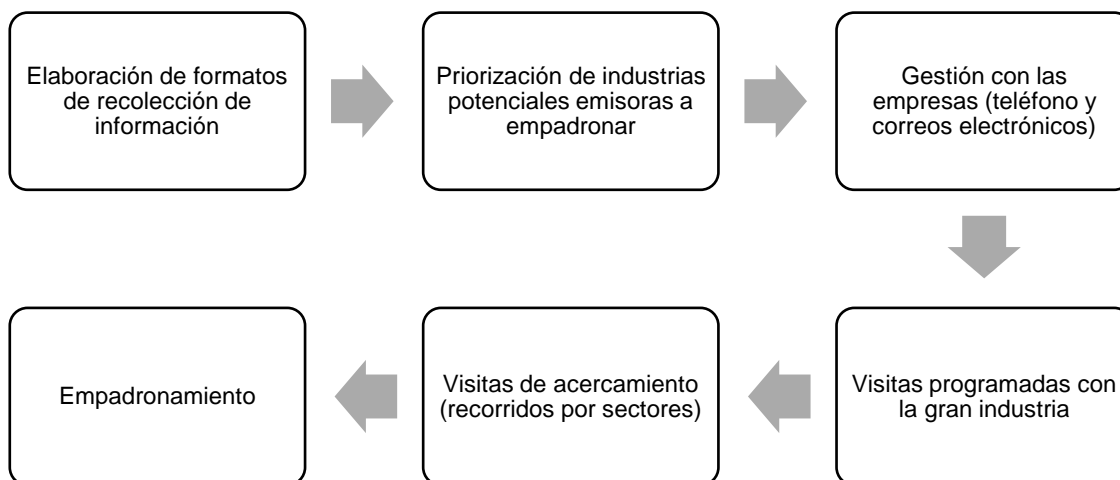 Elaboración de formatos
de recolección de
información
Priorización de industrias
potenciales emisoras a
empadronar
Gestión con las
empresas (teléfono y
correos electrónicos)
Visitas programadas con
la gran industria
Visitas de acercamiento
(recorridos por sectores)
Empadronamiento